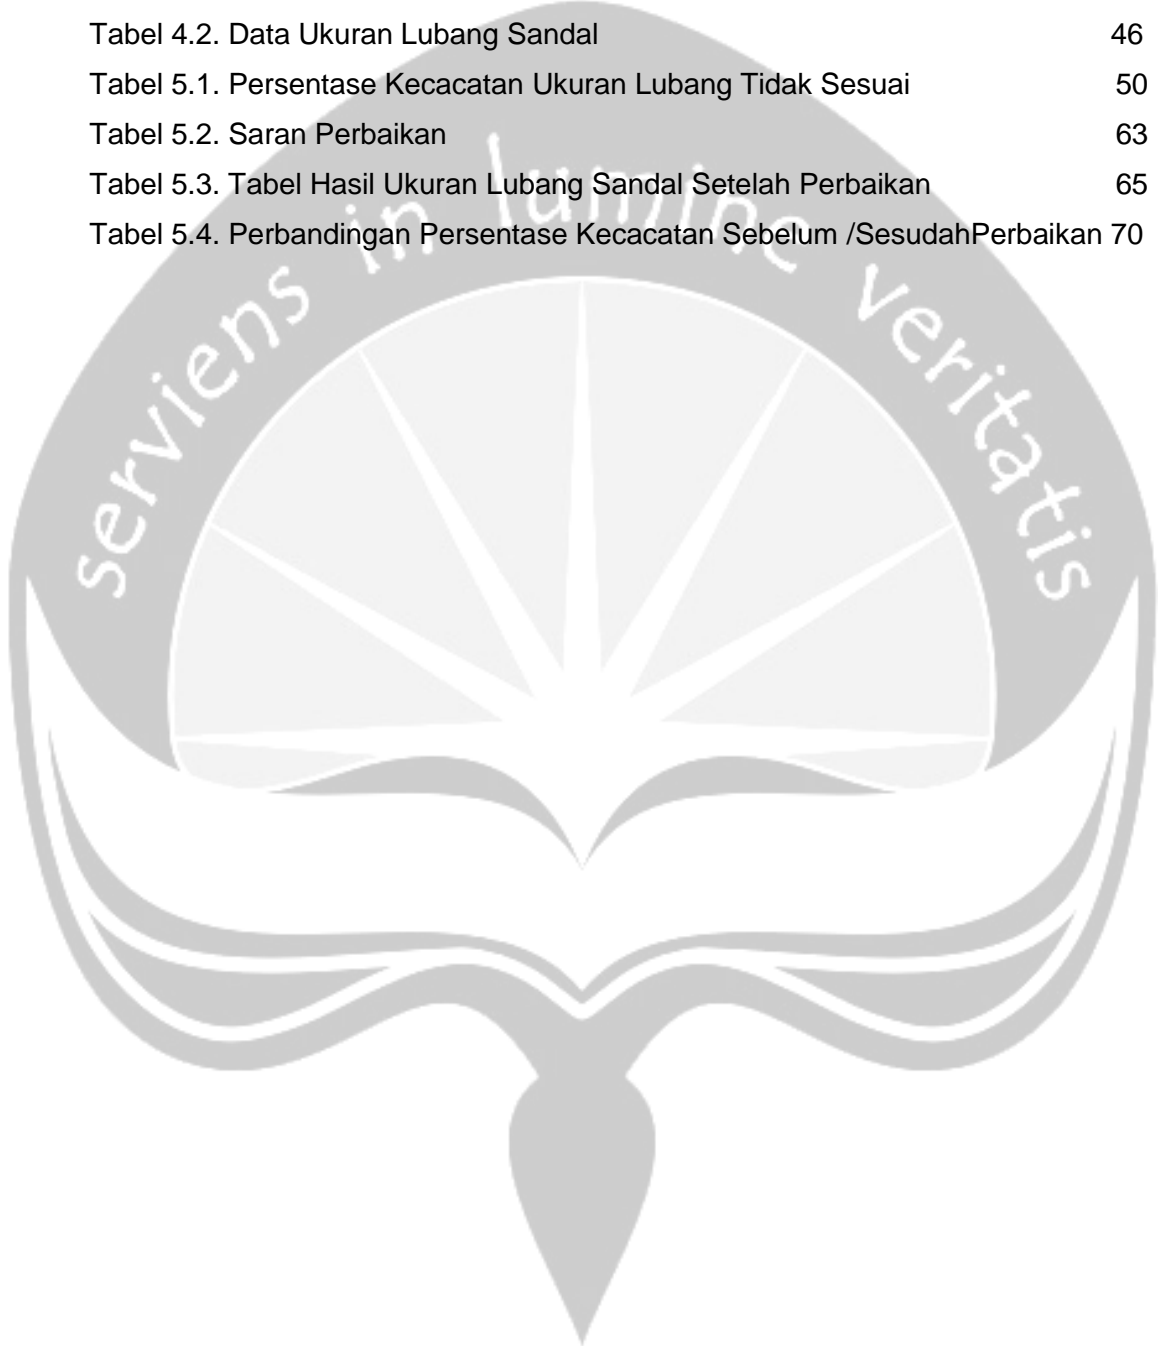 Tabel 4.2. Data Ukuran Lubang Sandal 46
Tabel 5.1. Persentase Kecacatan Ukuran Lubang Tidak Sesuai 50
Tabel 5.2. Saran Perbaikan 63
Tabel 5.3. Tabel Hasil Ukuran Lubang Sandal Setelah Perbaikan 65
Tabel 5.4. Perbandingan Persentase Kecacatan Sebelum /SesudahPerbaikan 70
serviens in lumine veritatis